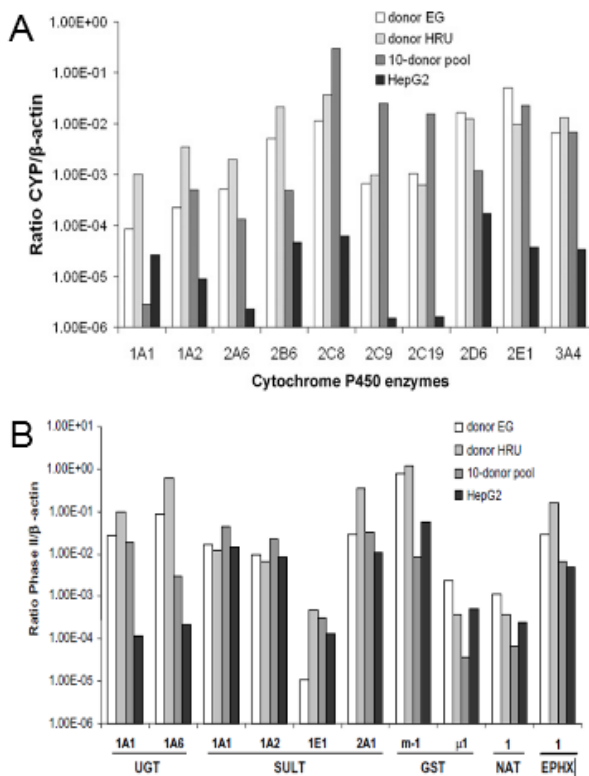 A
1.00E+00
1.00E-01
1.00E-02
1.00E-03
1.00E-04
1.00E-05
1.00E-06
Ratio CYP/β-actin
donor EG
donor HRU
10-donor pool
HepG2
1A1 1A2 2A6 2B6 2C8 2C9 2C19 2D6 2E1 3A4
Cytochrome P450 enzymes
B
1.00E+01
1.00E+00
1.00E-01
1.00E-02
1.00E-03
1.00E-04
1.00E-05
1.00E-06
Ratio Phase II/β -actin
donor EG
donor HRU
10-donor pool
HepG2
1A1 1A6 1A1 1A2 1E1 2A1 m-1 μ1 1 1
UGT SULT GST NAT EPHX